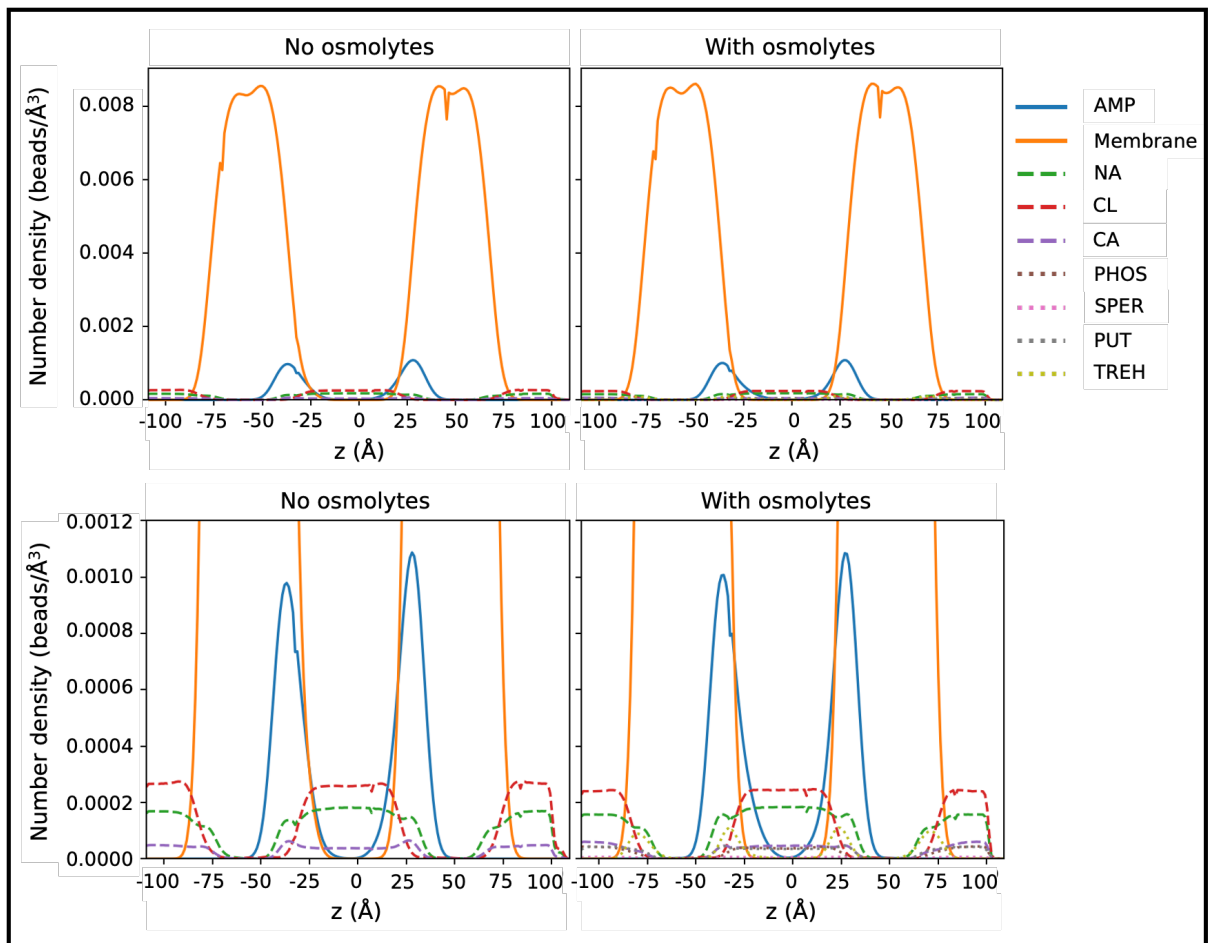 No osmolytes
With osmolytes
Number density (beads/Å³)
0.008
0.006
0.004
0.002
0.000
-100 -75 -50 -25 0 25 50 75 100
z (Å)
-100 -75 -50 -25 0 25 50 75 100
z (Å)
AMP
Membrane
NA
CL
CA
PHOS
SPER
PUT
TREH
No osmolytes
With osmolytes
Number density (beads/Å³)
0.0012
0.0010
0.0008
0.0006
0.0004
0.0002
0.0000
-100 -75 -50 -25 0 25 50 75 100
z (Å)
-100 -75 -50 -25 0 25 50 75 100
z (Å)